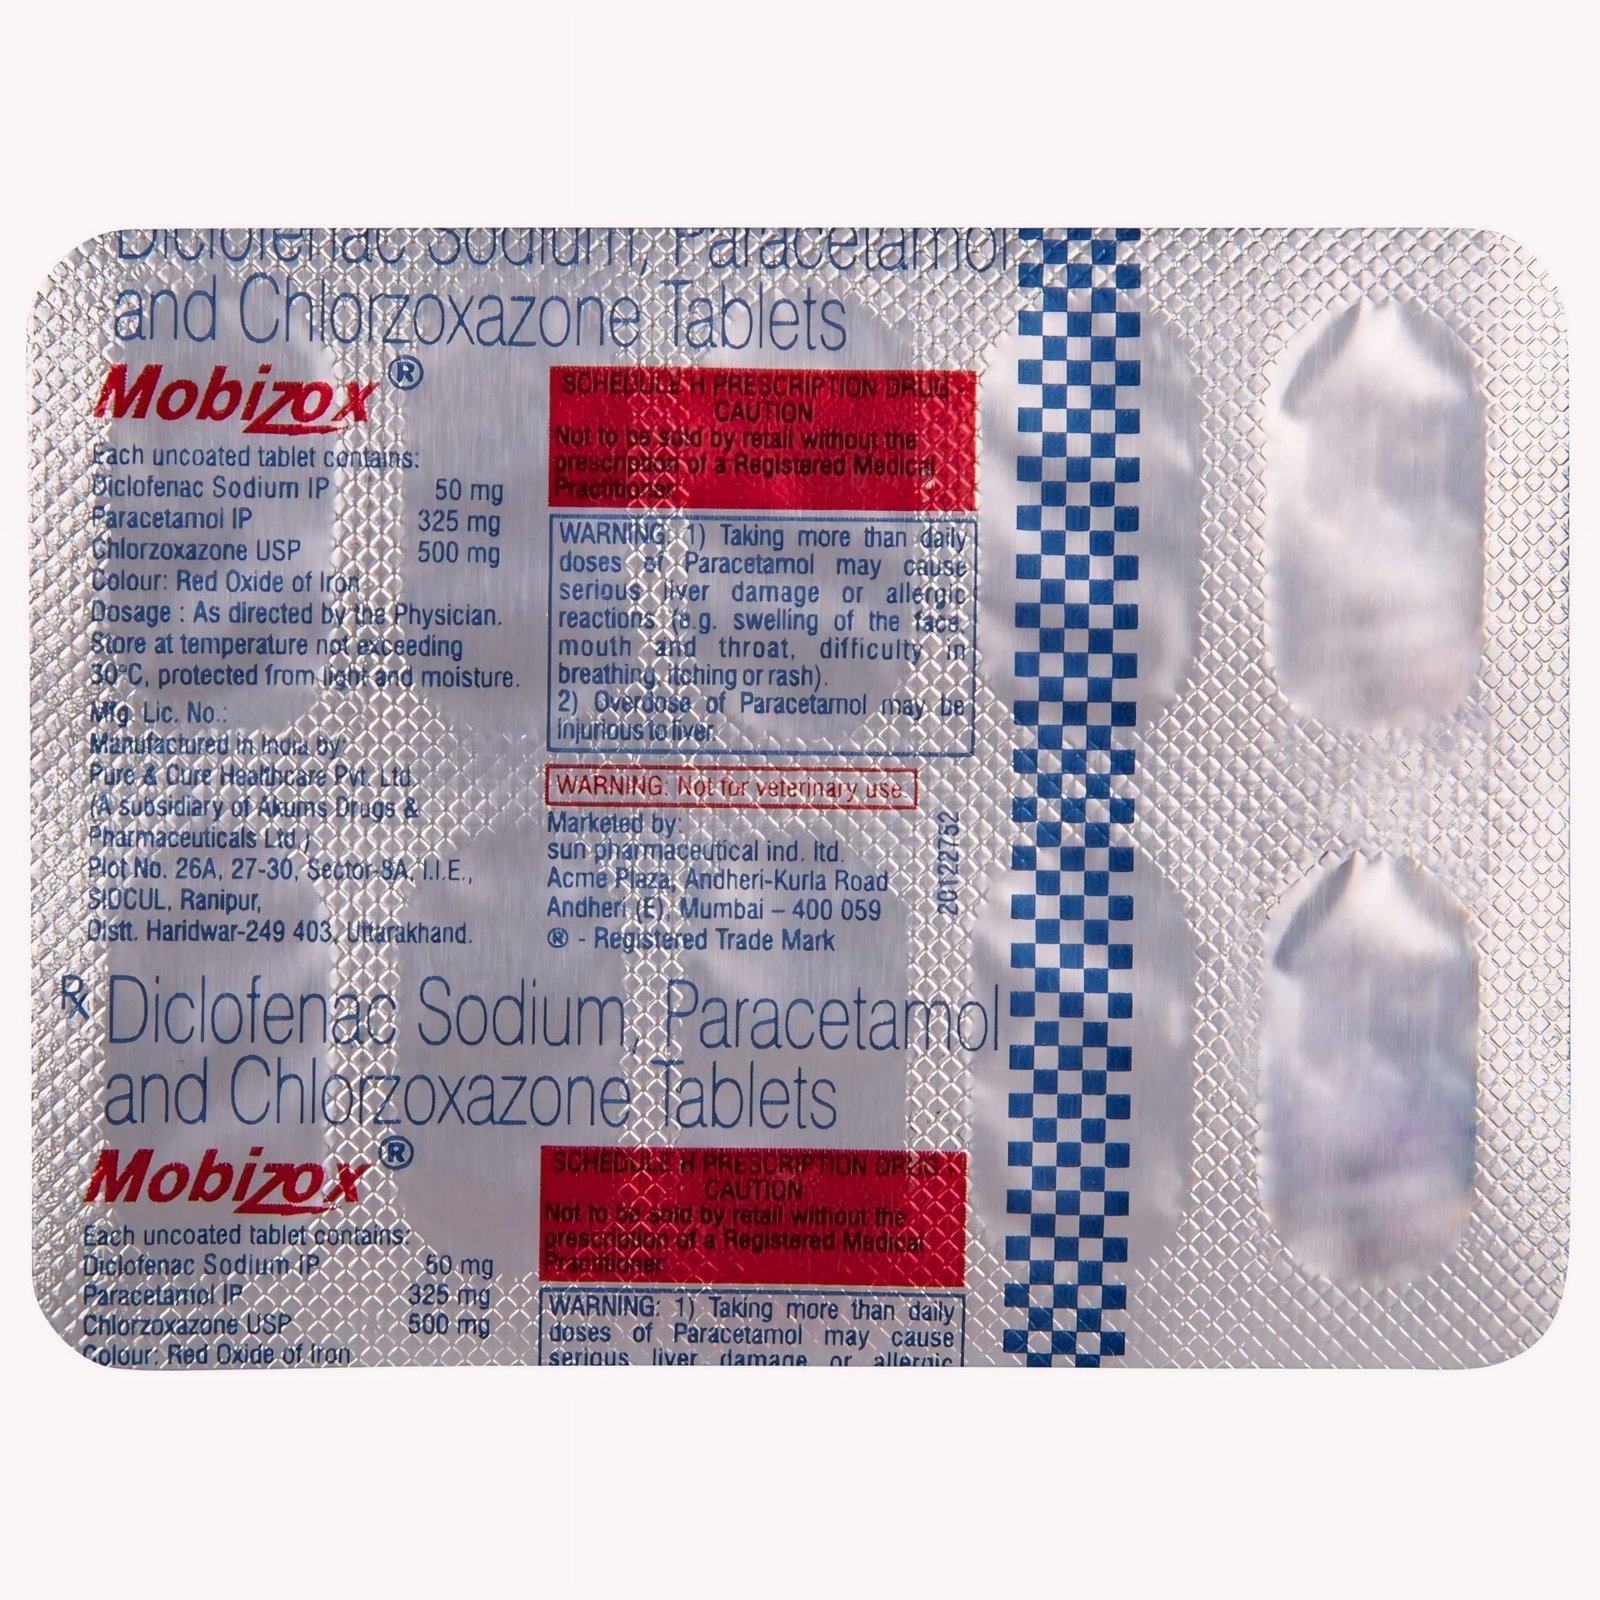 Diclofenac Sodium, Paracetamol
and Chlorzoxazone Tablets
Mobizox®
Each uncoated tablet contains:
Diclofenac Sodium IP 50 mg
Paracetamol IP 325 mg
Chlorzoxazone USP 500 mg
Colour: Red Oxide of Iron
Dosage : As directed by the Physician.
Store at temperature not exceeding
30°C, protected from light and moisture.
Mfg. Lic. No.:
Manufactured in India by:
Pure & Cure Healthcare Pvt. Ltd.
(A subsidiary of Akums Drugs &
Pharmaceuticals Ltd.)
Plot No. 26A, 27-30, Sector-8A, I.I.E.,
SIDCUL, Ranipur,
Distt. Haridwar-249 403, Uttarakhand.
SCHEDULE H PRESCRIPTION DRUG
CAUTION
Not to be sold by retail without the
prescription of a Registered Medical
Practitioner
WARNING: 1) Taking more than daily
doses of Paracetamol may cause
serious liver damage or allergic
reactions (e.g. swelling of the face,
mouth and throat, difficulty in
breathing, itching or rash).
2) Overdose of Paracetamol may be
injurious to liver.
WARNING: Not for veterinary use.
Marketed by:
sun pharmaceutical ind. ltd.
Acme Plaza, Andheri-Kurla Road
Andheri (E), Mumbai – 400 059
® - Registered Trade Mark
20122752
Rx Diclofenac Sodium, Paracetamol
and Chlorzoxazone Tablets
Mobizox®
Each uncoated tablet contains:
Diclofenac Sodium IP 50 mg
Paracetamol IP 325 mg
Chlorzoxazone USP 500 mg
Colour: Red Oxide of Iron
SCHEDULE H PRESCRIPTION DRUG
CAUTION
Not to be sold by retail without the
prescription of a Registered Medical
Practitioner
WARNING: 1) Taking more than daily
doses of Paracetamol may cause
serious liver damage or allergic